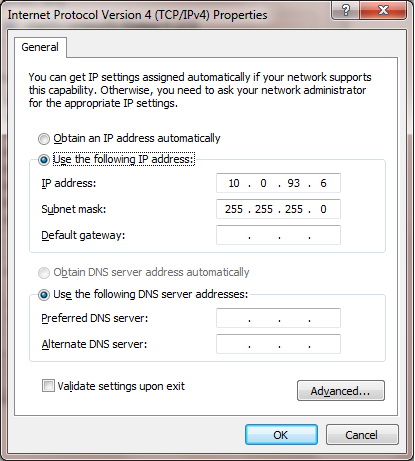 Internet Protocol Version 4 (TCP/IPv4) Properties
General
You can get IP settings assigned automatically if your network supports
this capability. Otherwise, you need to ask your network administrator
for the appropriate IP settings.
Obtain an IP address automatically
Use the following IP address:
IP address: 10 . 0 . 93 . 6
Subnet mask: 255 . 255 . 255 . 0
Default gateway: . . .
Obtain DNS server address automatically
Use the following DNS server addresses:
Preferred DNS server: . . .
Alternate DNS server: . . .
Validate settings upon exit
Advanced...
OK Cancel